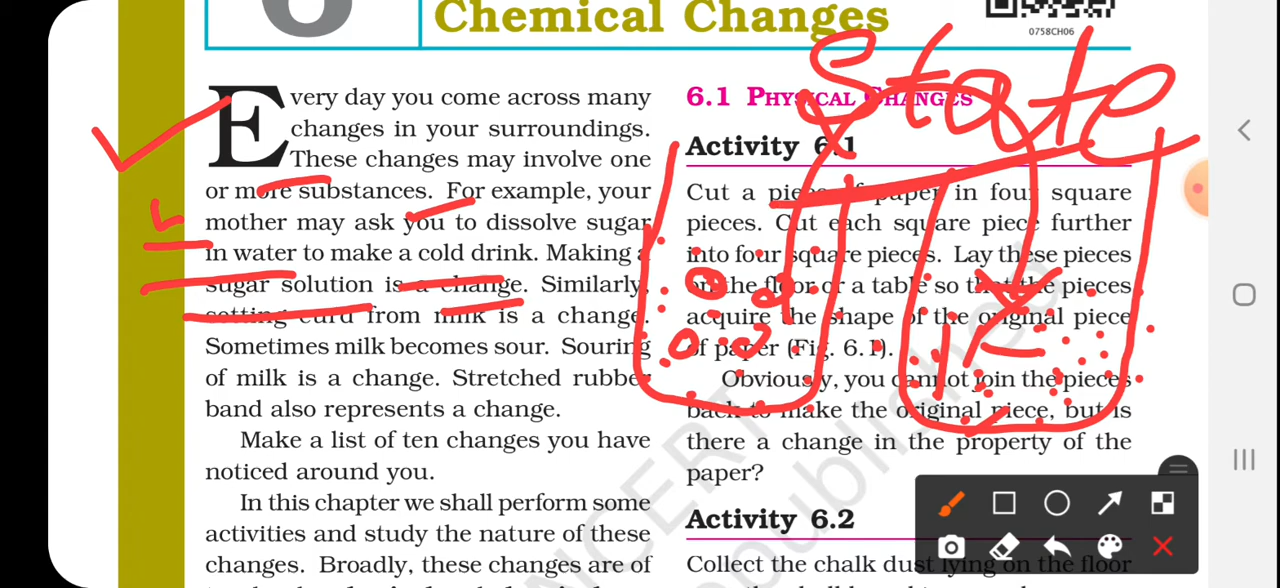 6
Chemical Changes
0758CH06
Every day you come across many
changes in your surroundings.
These changes may involve one
or more substances. For example, your
mother may ask you to dissolve sugar
in water to make a cold drink. Making a
sugar solution is a change. Similarly,
setting curd from milk is a change.
Sometimes milk becomes sour. Souring
of milk is a change. Stretched rubber
band also represents a change.
Make a list of ten changes you have
noticed around you.
In this chapter we shall perform some
activities and study the nature of these
changes. Broadly, these changes are of
State
6.1 PHYSICAL CHANGES
Activity 6.1
Cut a piece of paper in four square
pieces. Cut each square piece further
into four square pieces. Lay these pieces
on the floor or a table so that the pieces
acquire the shape of the original piece
of paper (Fig. 6.1).
Obviously, you cannot join the pieces
back to make the original piece, but is
there a change in the property of the
paper?
Activity 6.2
Collect the chalk dust lying on the floor
NCERT
republished